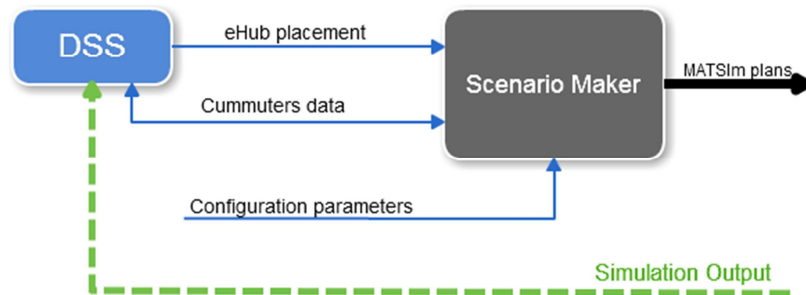 DSS
eHub placement
Scenario Maker
MATSIm plans
Cummuters data
Configuration parameters
Simulation Output